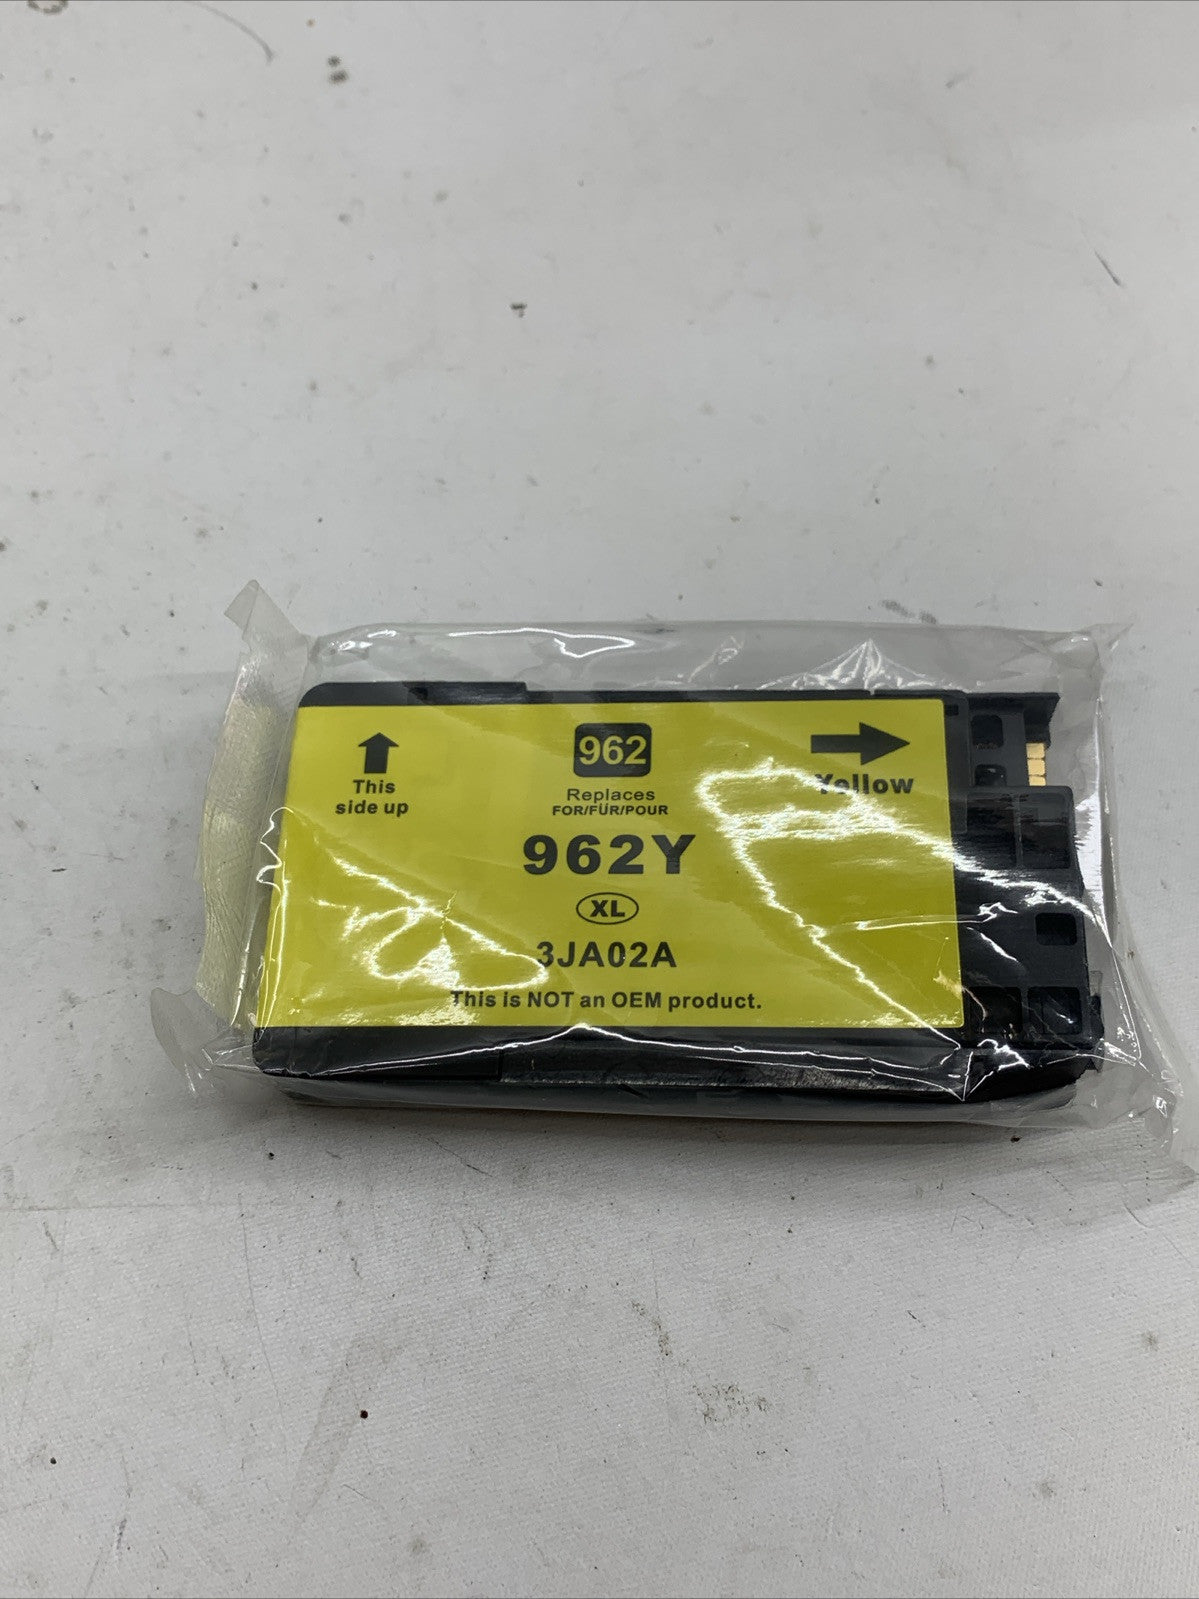 This
side up
962
Replaces
FOR/FÜR/POUR
962Y
XL
3JA02A
This is NOT an OEM product.
Yellow